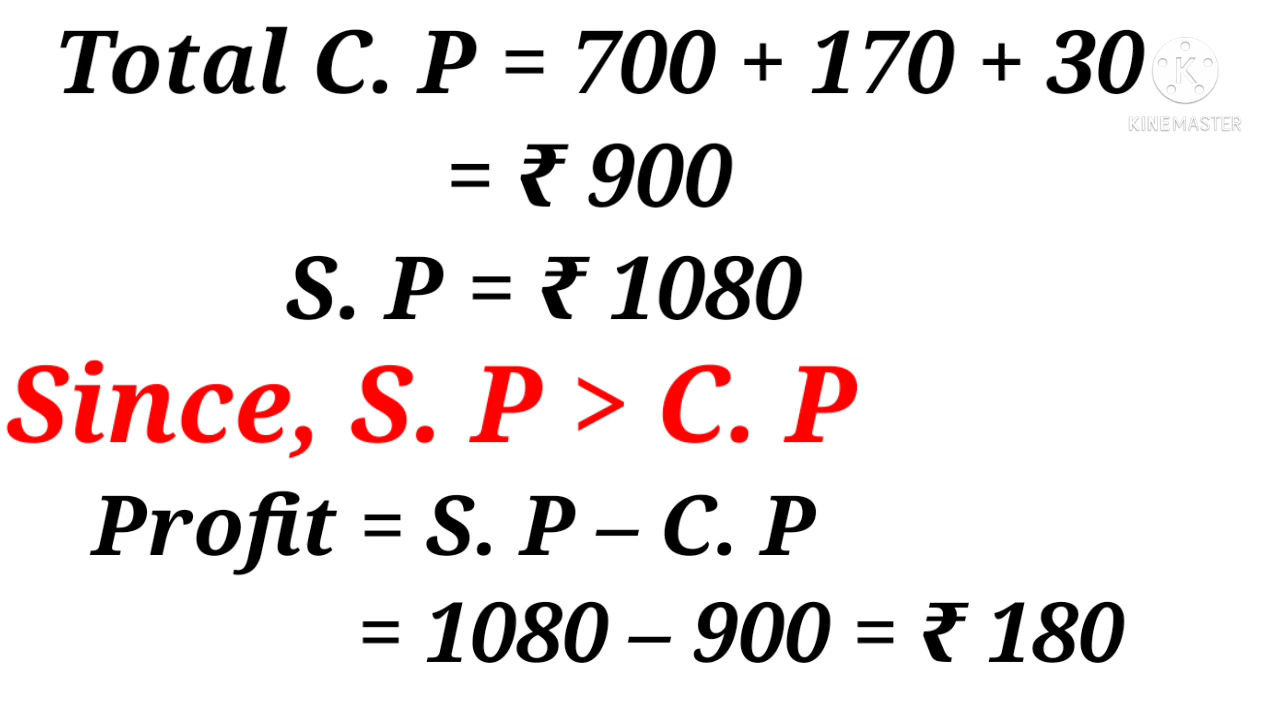 Total C. P = 700 + 170 + 30
KINEMASTER
= ₹ 900
S. P = ₹ 1080
Since, S. P > C. P
Profit = S. P – C. P
= 1080 – 900 = ₹ 180